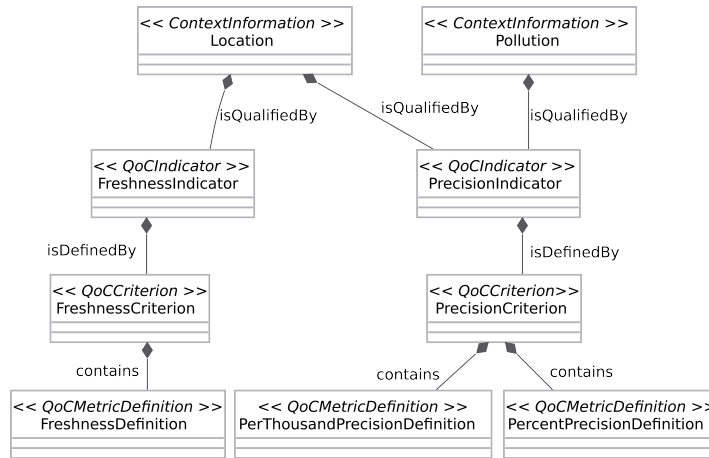 << ContextInformation >>
Location
<< ContextInformation >>
Pollution
isQualifiedBy
isQualifiedBy
isQualifiedBy
<< QoCIndicator >>
FreshnessIndicator
<< QoCIndicator >>
PrecisionIndicator
isDefinedBy
isDefinedBy
<< QoCCriterion >>
FreshnessCriterion
<< QoCCriterion>>
PrecisionCriterion
contains
contains
contains
<< QoCMetricDefinition >>
FreshnessDefinition
<< QoCMetricDefinition >>
PerThousandPrecisionDefinition
<< QoCMetricDefinition >>
PercentPrecisionDefinition